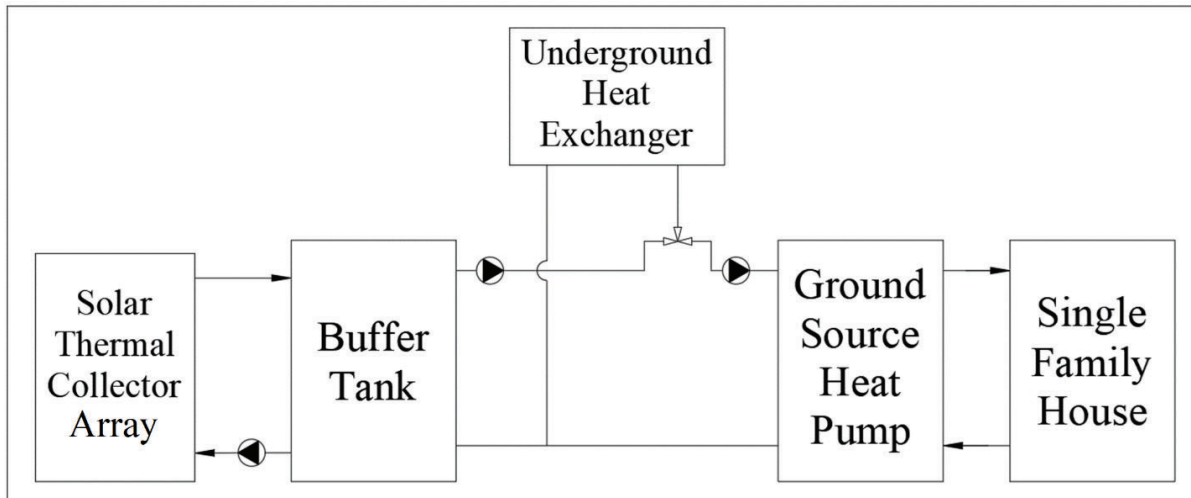 Underground
Heat
Exchanger
Solar
Thermal
Collector
Array
Buffer
Tank
Ground
Source
Heat
Pump
Single
Family
House